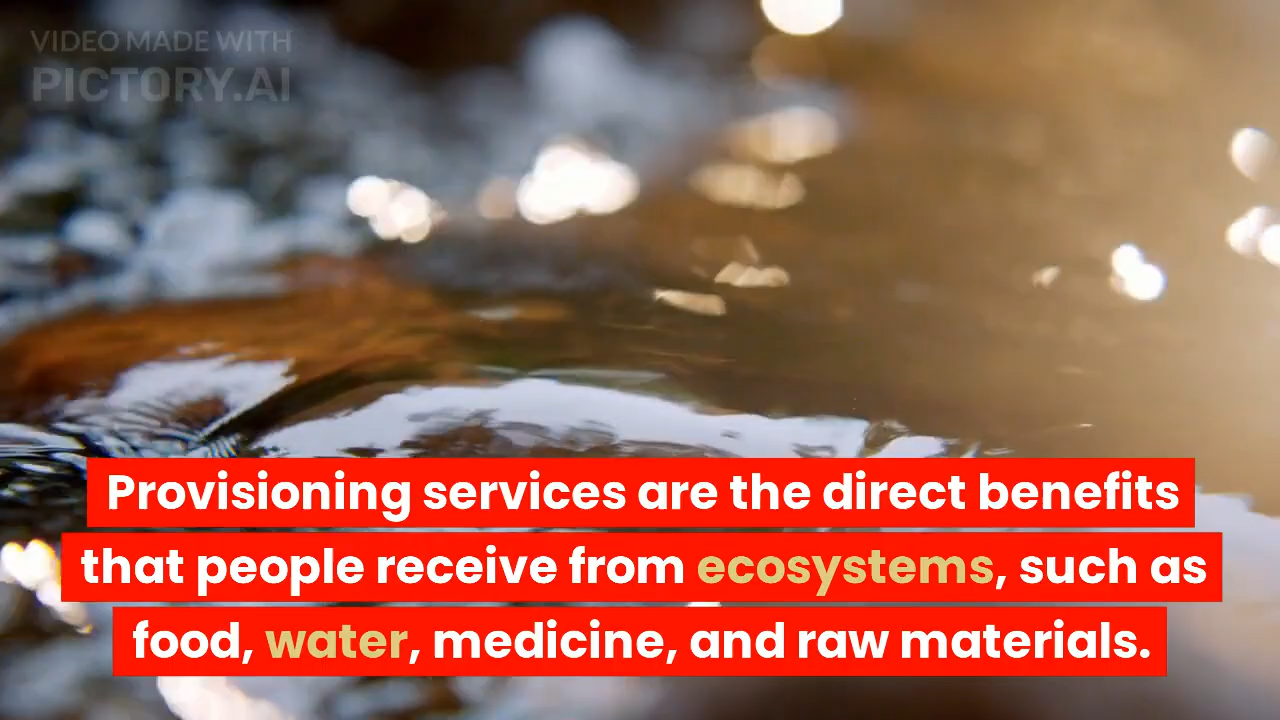 VIDEO MADE WITH
PICTORY.AI
Provisioning services are the direct benefits
that people receive from ecosystems, such as
food, water, medicine, and raw materials.